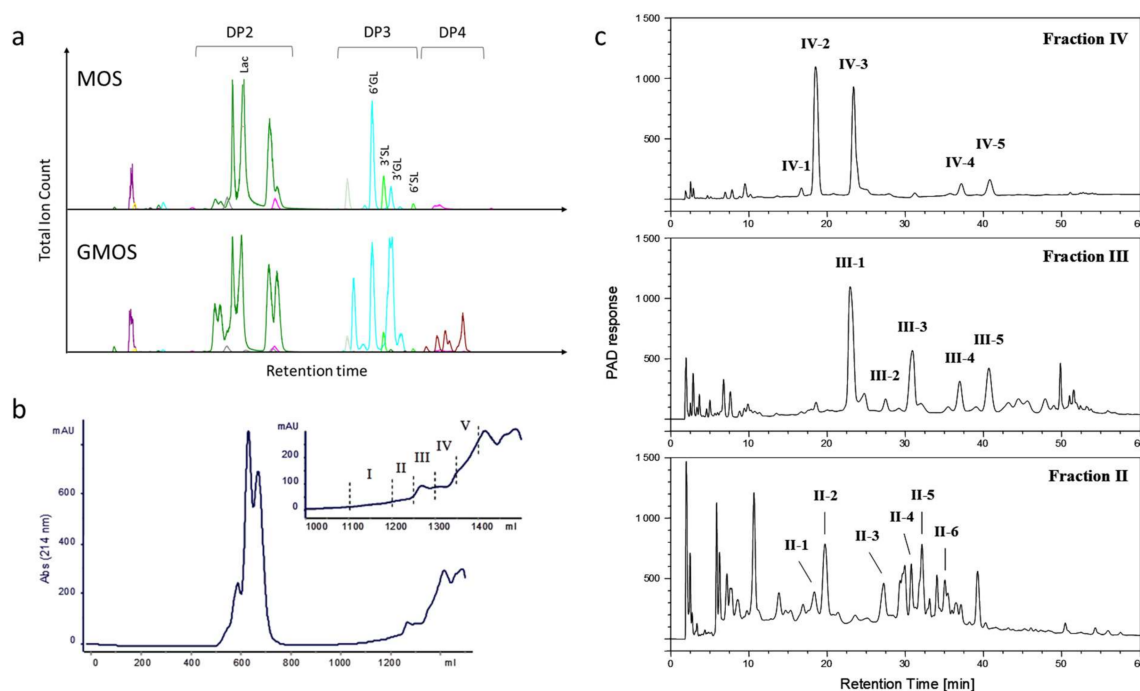 a
DP2
DP3
DP4
MOS
Lac
6'GL
3'SL
3'GL
6'SL
GMOS
Total Ion Count
Retention time
b
mAU
600
400
200
0
Abs (214 nm)
0 200 400 600 800 1200 ml
mAU
200
100
0
I II III IV V
1000 1100 1200 1300 1400 ml
c
1 500
1 000
500
0
Fraction IV
IV-1
IV-2
IV-3
IV-4
IV-5
0 10 20 30 40 50 60
1 500
1 000
500
0
Fraction III
III-1
III-2
III-3
III-4
III-5
0 10 20 30 40 50 60
PAD response
1 500
1 000
500
0
Fraction II
II-1
II-2
II-3
II-4
II-5
II-6
0 10 20 30 40 50 60
Retention Time [min]